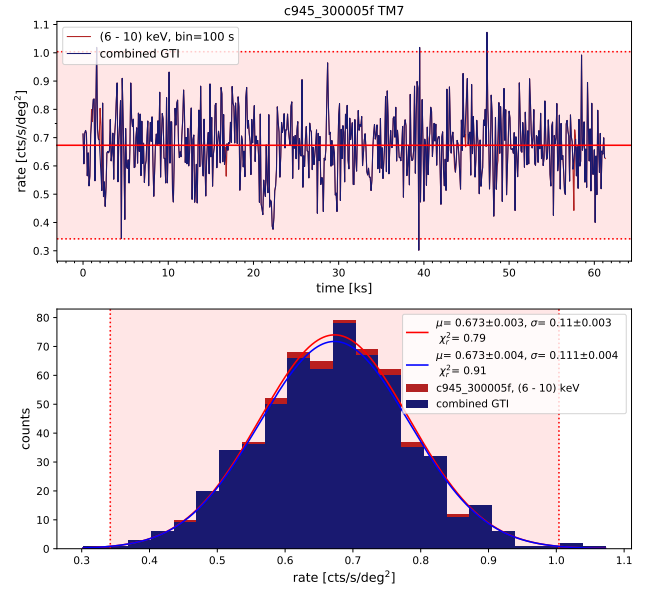 c945_300005f TM7
(6 - 10) keV, bin=100 s
combined GTI
1.1
1.0
0.9
0.8
0.7
0.6
0.5
0.4
0.3
rate [cts/s/deg²]
0 10 20 30 40 50 60
time [ks]
μ= 0.673±0.003, σ= 0.11±0.003
χᵣ²= 0.79
μ= 0.673±0.004, σ= 0.111±0.004
χᵣ²= 0.91
c945_300005f, (6 - 10) keV
combined GTI
80
70
60
50
40
30
20
10
0
counts
0.3 0.4 0.5 0.6 0.7 0.8 0.9 1.0 1.1
rate [cts/s/deg²]